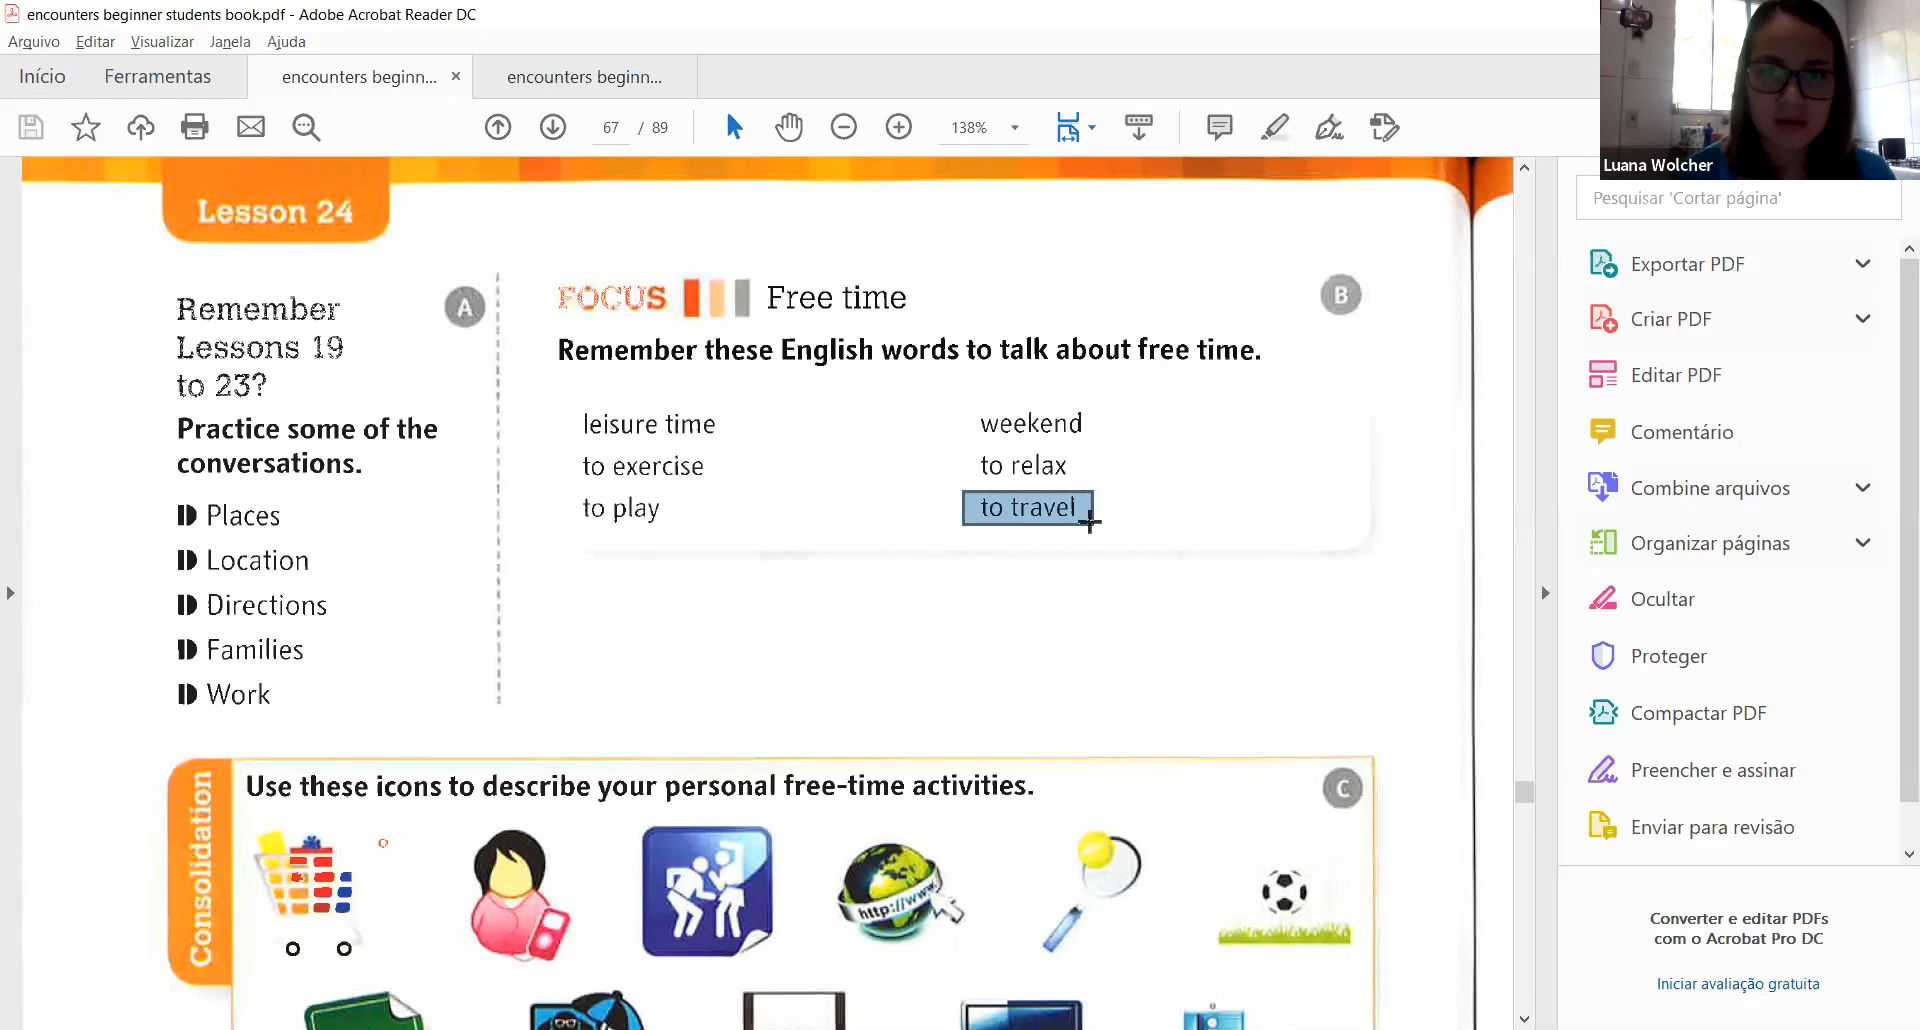 encounters beginner students book.pdf - Adobe Acrobat Reader DC
Arquivo Editar Visualizar Janela Ajuda
Início Ferramentas encounters beginn... × encounters beginn...
67 / 89 138%
Luana Wolcher
Lesson 24
Remember
Lessons 19
to 23?
A
Practice some of the
conversations.
Places
Location
Directions
Families
Work
FOCUS Free time
B
Remember these English words to talk about free time.
leisure time weekend
to exercise to relax
to play to travel
Consolidation
Use these icons to describe your personal free-time activities.
C
http://www.
Pesquisar 'Cortar página'
Exportar PDF
Criar PDF
Editar PDF
Comentário
Combine arquivos
Organizar páginas
Ocultar
Proteger
Compactar PDF
Preencher e assinar
Enviar para revisão
Converter e editar PDFs
com o Acrobat Pro DC
Iniciar avaliação gratuita